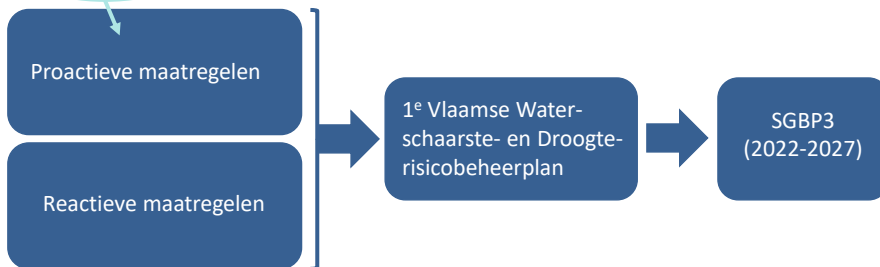 Proactieve maatregelen
Reactieve maatregelen
1e Vlaamse Water-
schaarste- en Droogte-
risicobeheerplan
SGBP3
(2022-2027)